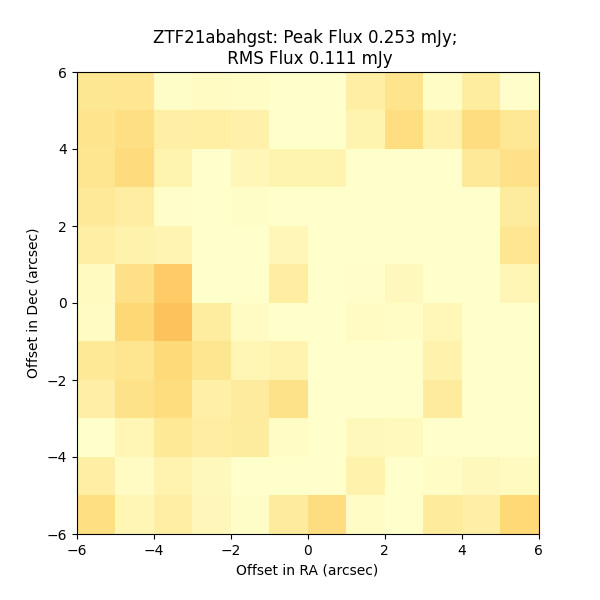 ZTF21abahgst: Peak Flux 0.253 mJy;
RMS Flux 0.111 mJy
6
4
2
0
−2
−4
−6
Offset in Dec (arcsec)
−6 −4 −2 0 2 4 6
Offset in RA (arcsec)